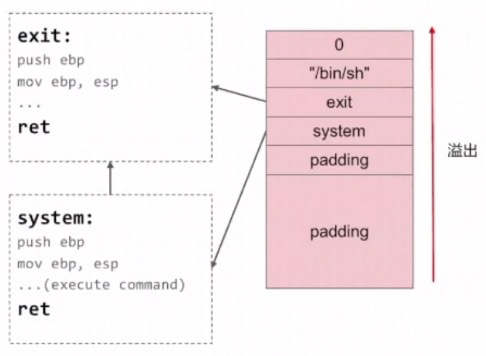 exit:
push ebp
mov ebp, esp
...
ret
system:
push ebp
mov ebp, esp
...(execute command)
ret
0
"/bin/sh"
exit
system
padding
padding
溢出